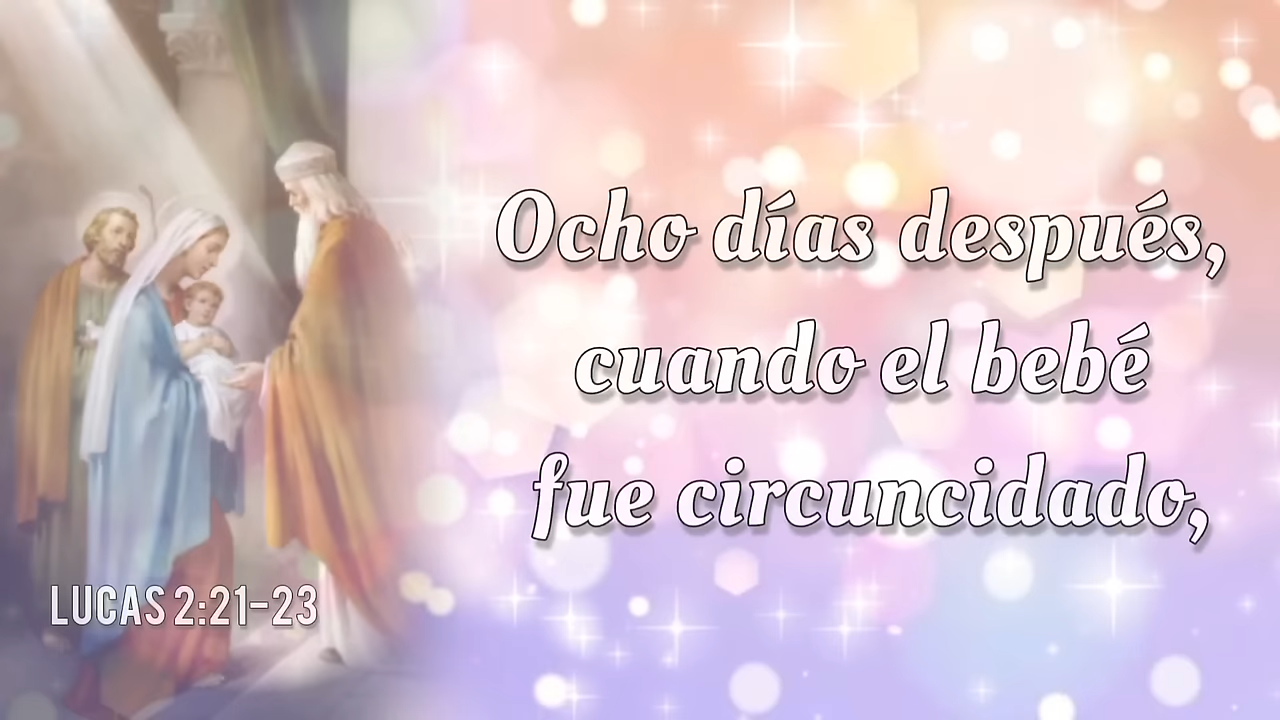 Ocho días después,
cuando el bebé
fue circuncidado,
LUCAS 2:21-23